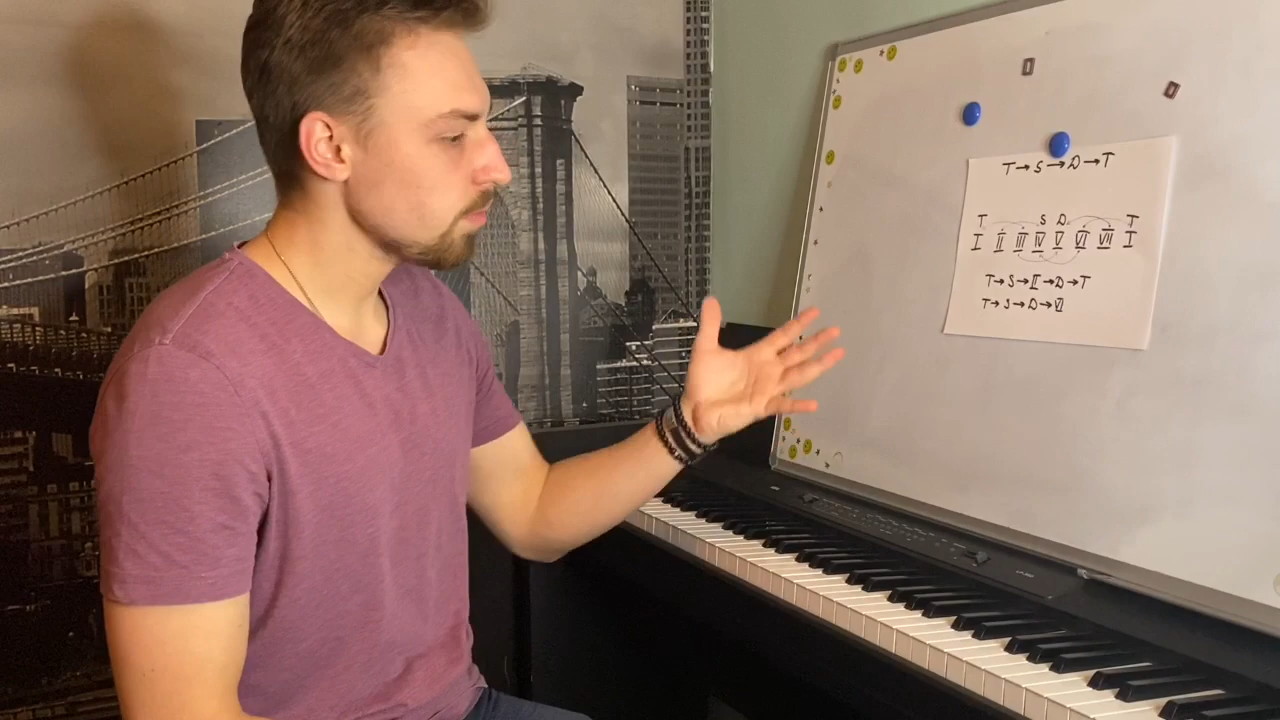 T→S→D→T
T S D T
I II III IV V VI VII I
T→S→II→D→T
T→S→D→VI